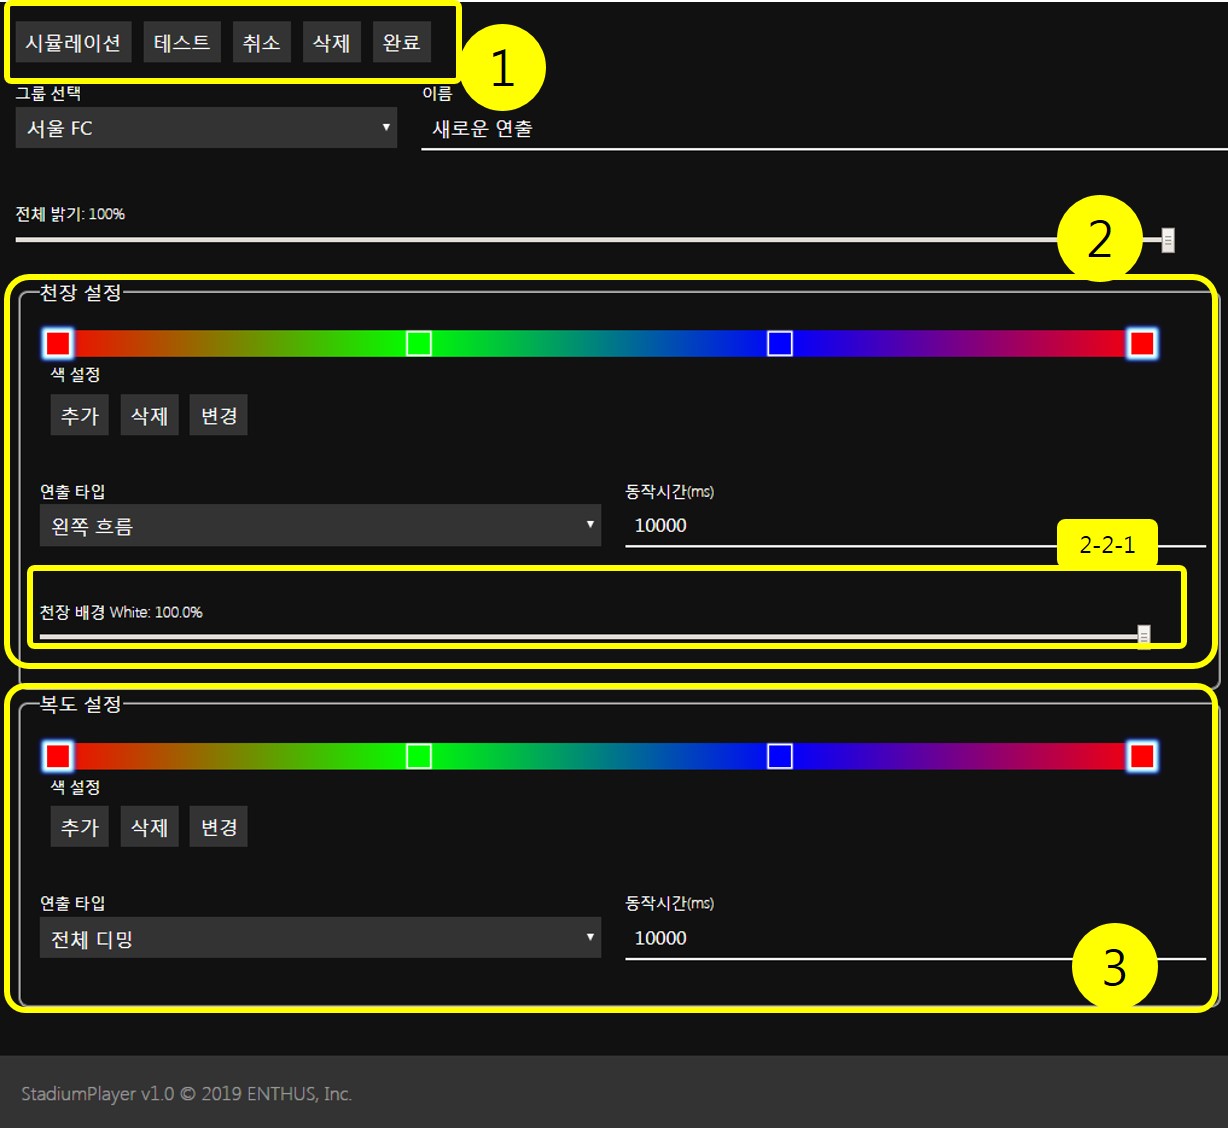 시뮬레이션 테스트 취소 삭제 완료
1
그룹 선택 이름
서울 FC 새로운 연출
전체 밝기: 100%
2
천장 설정
색 설정
추가 삭제 변경
연출 타입 동작시간(ms)
왼쪽 흐름 10000
2-2-1
천장 배경 White: 100.0%
복도 설정
색 설정
추가 삭제 변경
연출 타입 동작시간(ms)
전체 디밍 10000
3
StadiumPlayer v1.0 © 2019 ENTHUS, Inc.